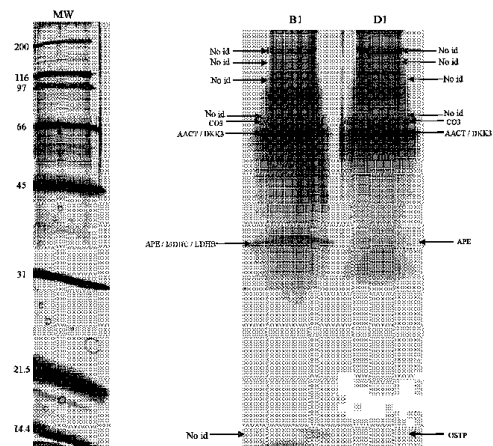 MW
B1 D1
200
No id No id
No id No id
116
97
No id No id
No id No id
CO3 CO3
66
AACT / DKK3 AACT / DKK3
45
APE / MDHC / LDHB APE
31
21.5
14.4
No id GSTP